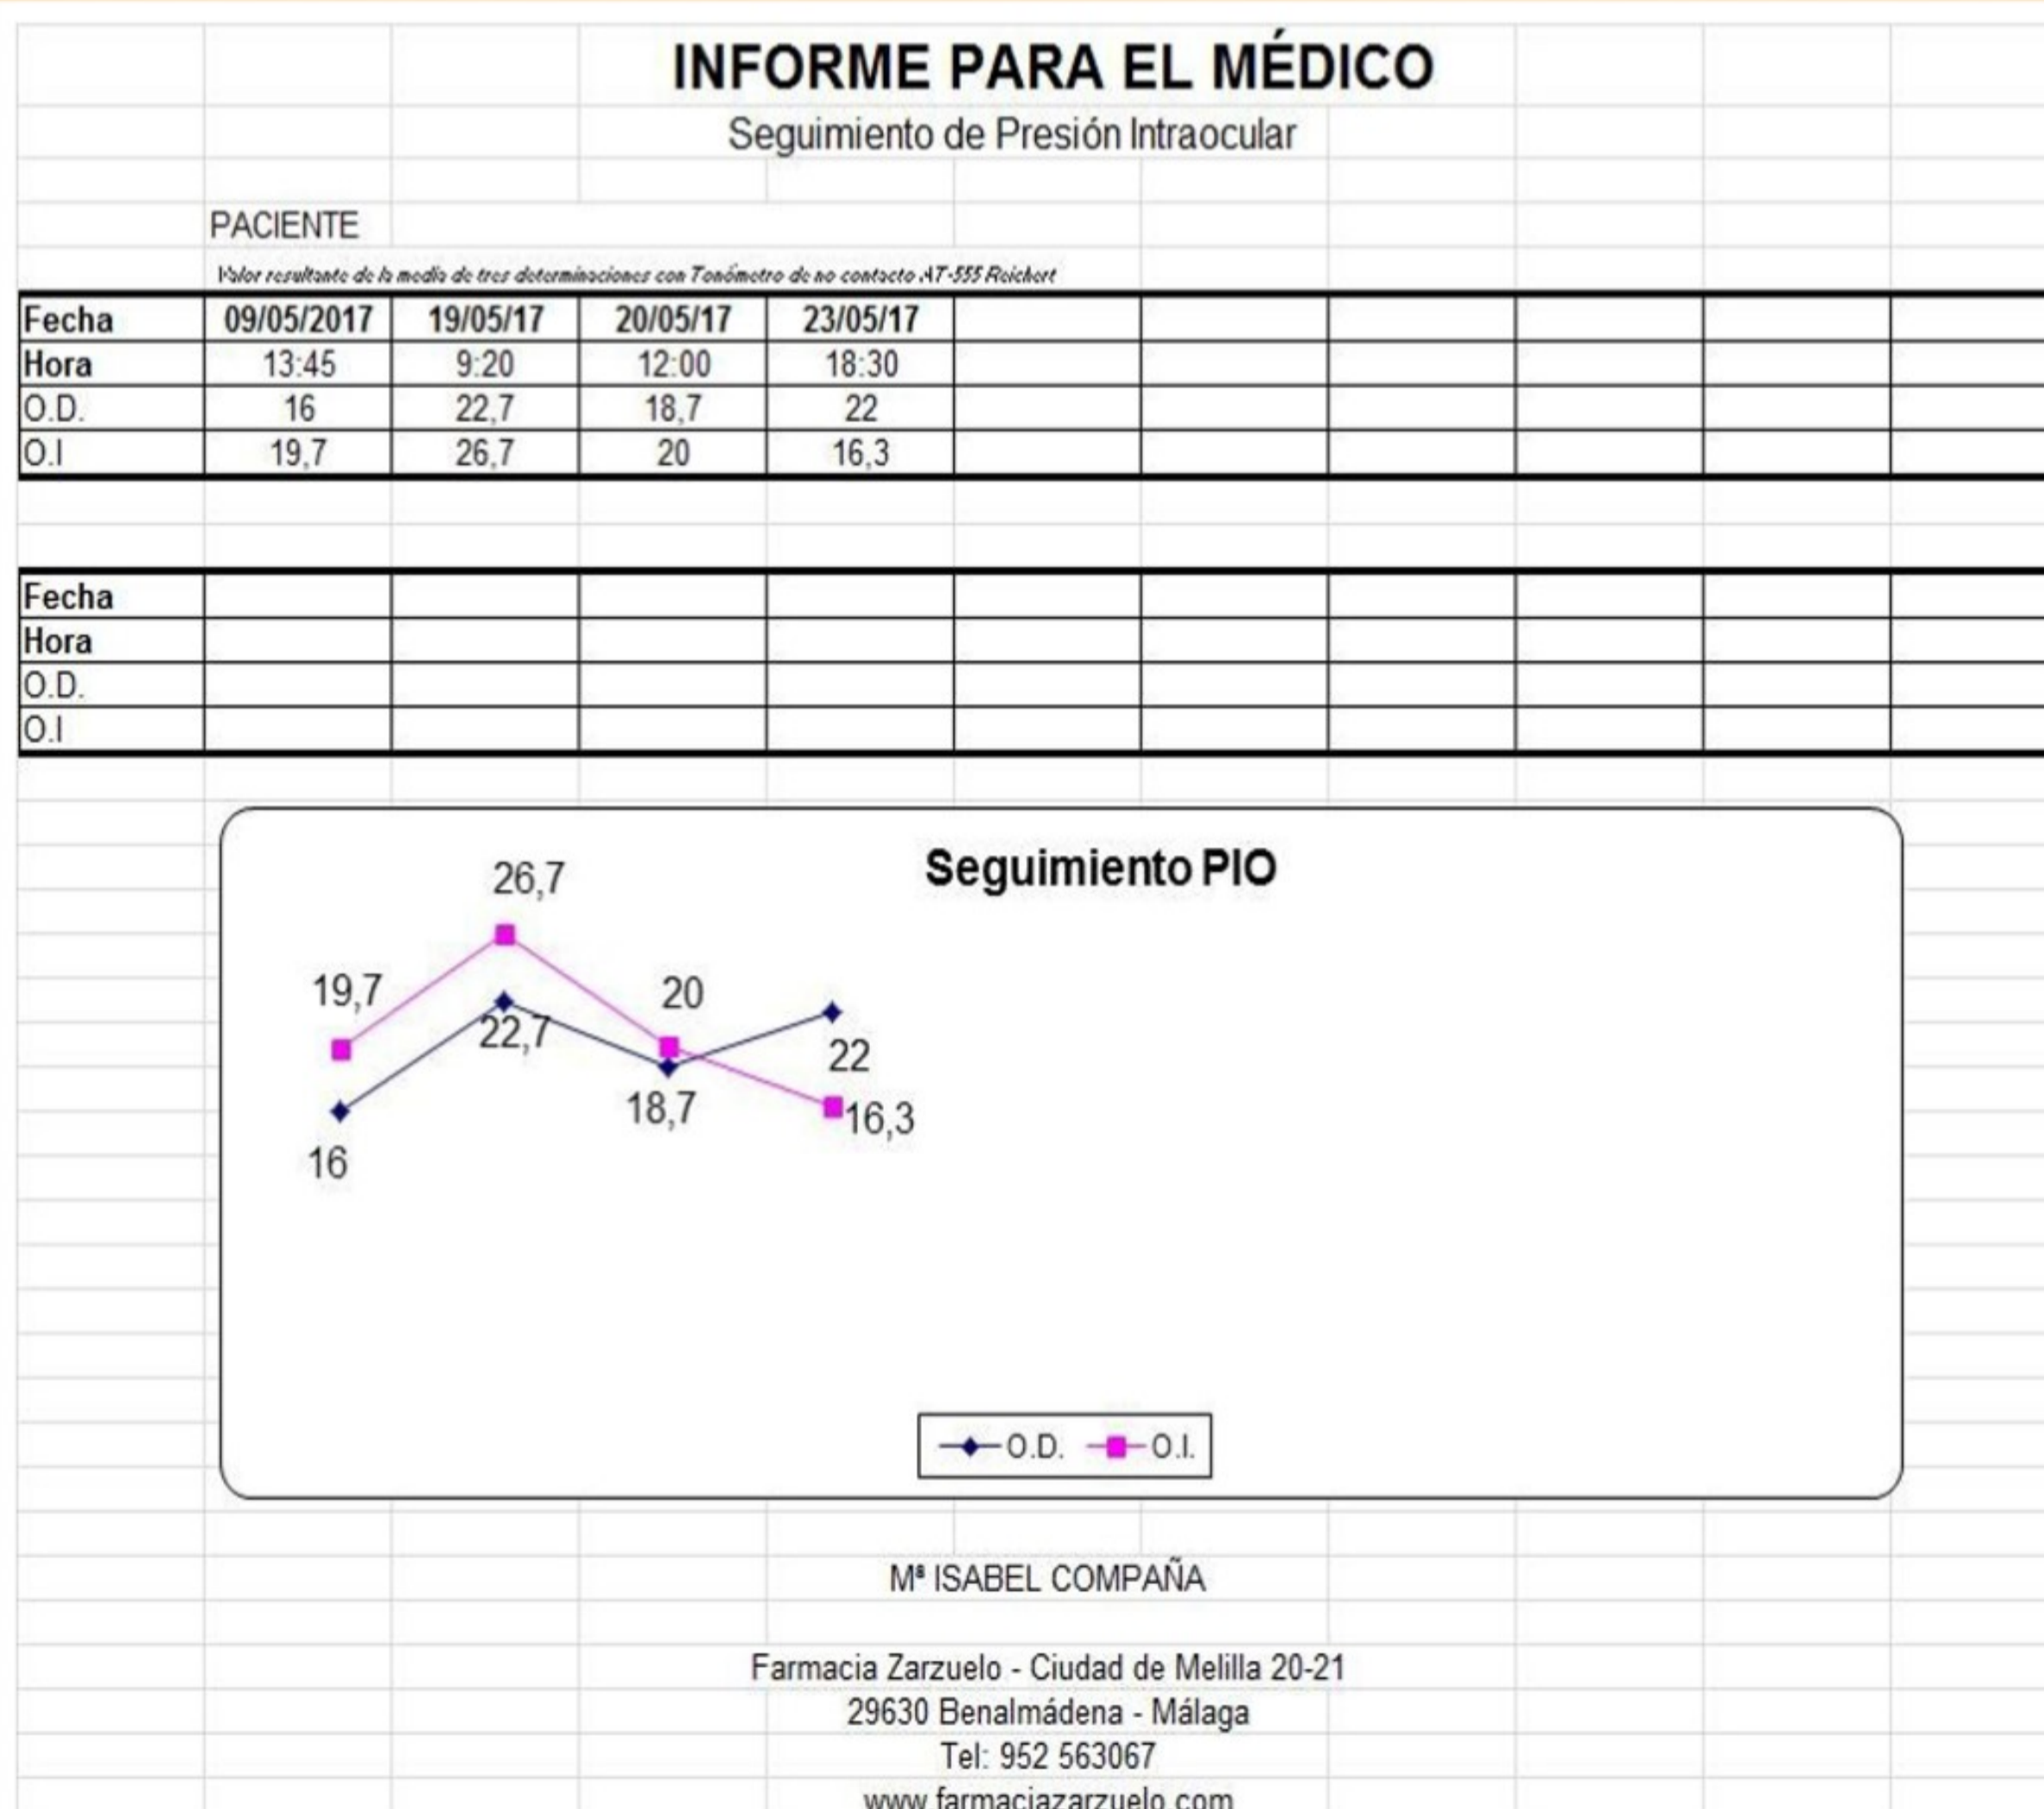 INFORME PARA EL MÉDICO
Seguimiento de Presión Intraocular
PACIENTE
Valor resultante de la media de tres determinaciones con Tonómetro de no contacto AT-555 Reichert
Fecha 09/05/2017 19/05/17 20/05/17 23/05/17
Hora 13:45 9:20 12:00 18:30
O.D. 16 22,7 18,7 22
O.I 19,7 26,7 20 16,3
Fecha
Hora
O.D.
O.I
Seguimiento PIO
26,7
19,7
20
22,7
22
18,7
16,3
16
O.D. O.I.
Mª ISABEL COMPAÑA
Farmacia Zarzuelo - Ciudad de Melilla 20-21
29630 Benalmádena - Málaga
Tel: 952 563067
www.farmaciazarzuelo.com